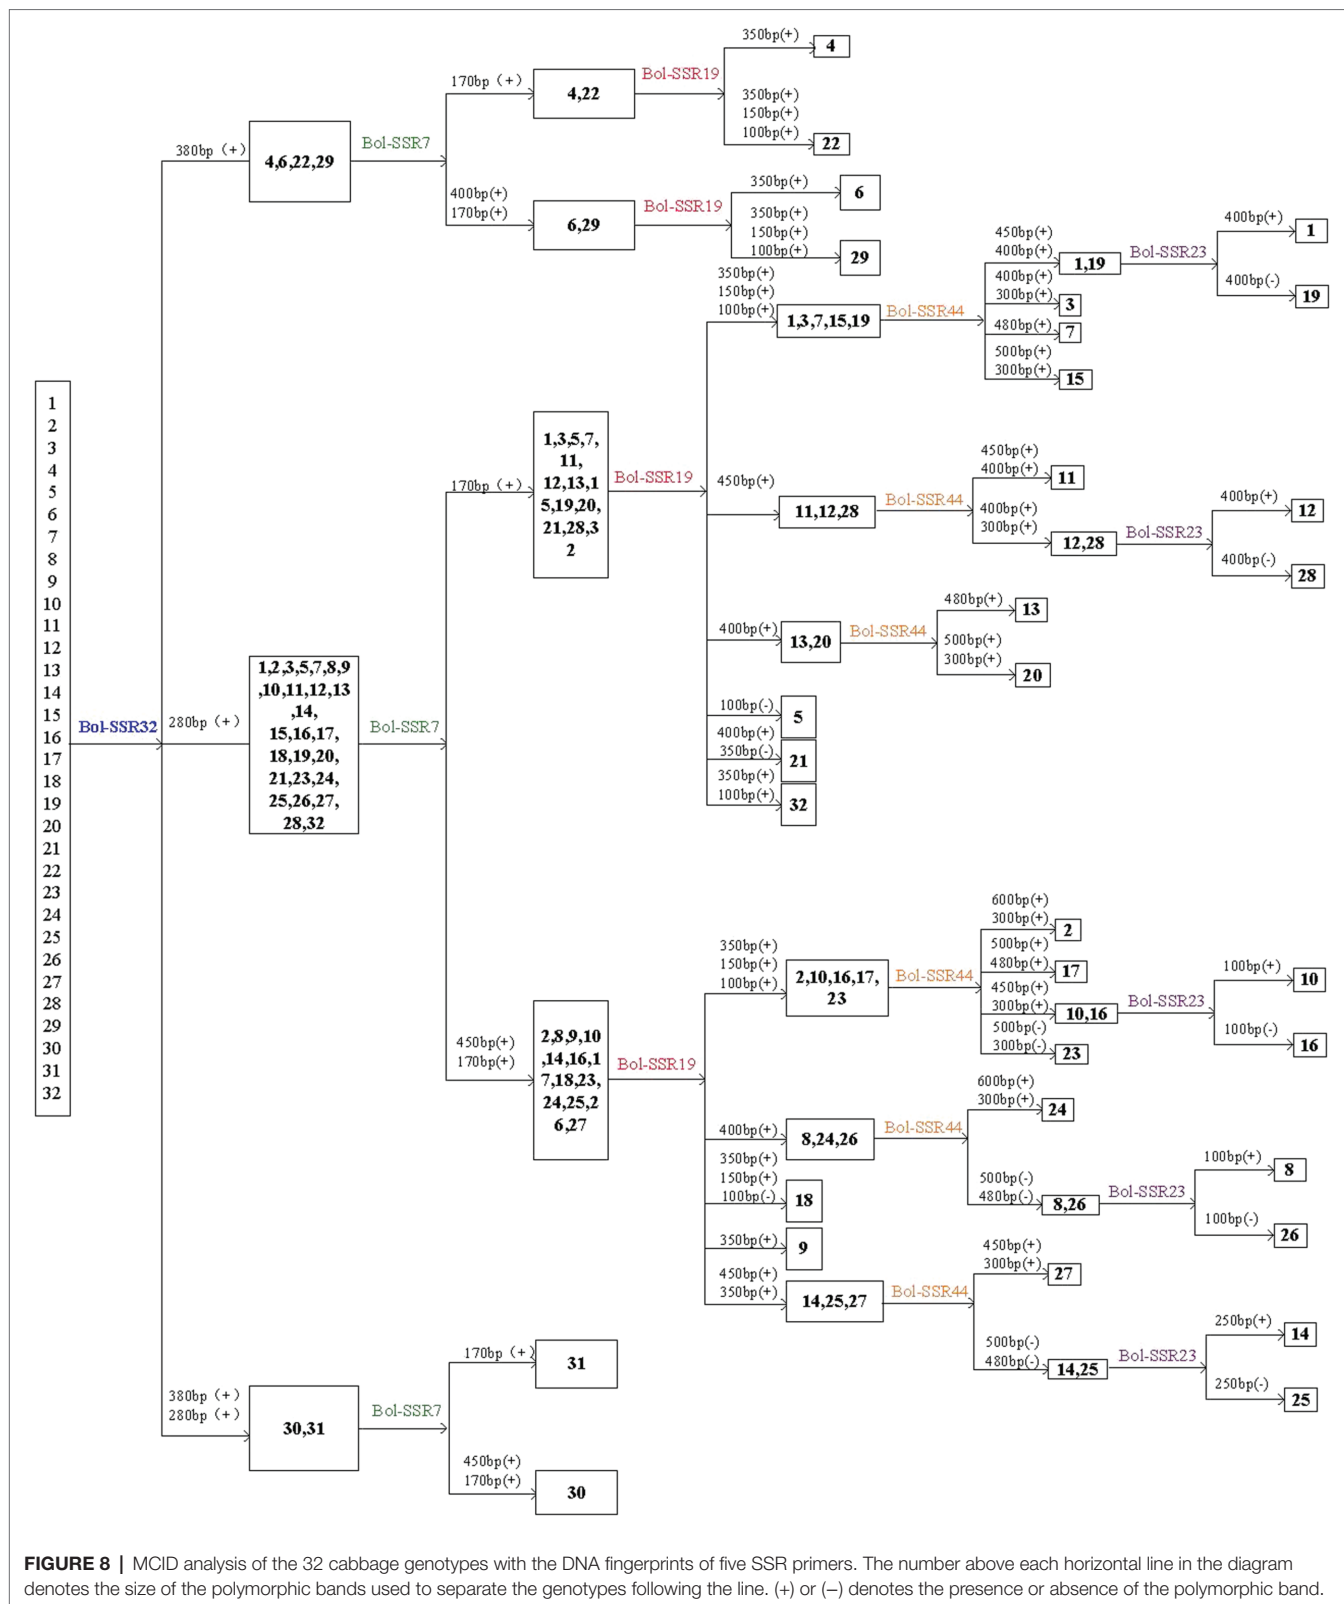 350bp(+)
4
Bol-SSR19
170bp (+)
4,22
350bp(+)
150bp(+)
100bp(+)
22
380bp (+)
4,6,22,29
Bol-SSR7
400bp(+)
170bp(+)
6,29
Bol-SSR19
350bp(+)
6
350bp(+)
150bp(+)
100bp(+)
29
1
2
3
4
5
6
7
8
9
10
11
12
13
14
15
16
17
18
19
20
21
22
23
24
25
26
27
28
29
30
31
32
Bol-SSR32
280bp (+)
1,2,3,5,7,8,9
,10,11,12,13
,14,
15,16,17,
18,19,20,
21,23,24,
25,26,27,
28,32
Bol-SSR7
170bp (+)
1,3,5,7,
11,
12,13,1
5,19,20,
21,28,3
2
Bol-SSR19
350bp(+)
150bp(+)
100bp(+)
1,3,7,15,19
Bol-SSR44
450bp(+)
400bp(+)
1,19
Bol-SSR23
400bp(+)
1
400bp(-)
19
400bp(+)
300bp(+)
3
480bp(+)
7
500bp(+)
300bp(+)
15
450bp(+)
11,12,28
Bol-SSR44
450bp(+)
400bp(+)
11
400bp(+)
300bp(+)
12,28
Bol-SSR23
400bp(+)
12
400bp(-)
28
400bp(+)
13,20
Bol-SSR44
480bp(+)
13
500bp(+)
300bp(+)
20
100bp(-)
5
400bp(+)
350bp(-)
21
350bp(+)
100bp(+)
32
450bp(+)
170bp(+)
2,8,9,10
,14,16,1
7,18,23,
24,25,2
6,27
Bol-SSR19
350bp(+)
150bp(+)
100bp(+)
2,10,16,17,
23
Bol-SSR44
600bp(+)
300bp(+)
2
500bp(+)
480bp(+)
17
450bp(+)
300bp(+)
10,16
Bol-SSR23
100bp(+)
10
100bp(-)
16
500bp(-)
300bp(-)
23
400bp(+)
8,24,26
Bol-SSR44
600bp(+)
300bp(+)
24
500bp(-)
480bp(-)
8,26
Bol-SSR23
100bp(+)
8
100bp(-)
26
350bp(+)
150bp(+)
100bp(-)
18
350bp(+)
9
450bp(+)
350bp(+)
14,25,27
Bol-SSR44
450bp(+)
300bp(+)
27
500bp(-)
480bp(-)
14,25
Bol-SSR23
250bp(+)
14
250bp(-)
25
380bp (+)
280bp (+)
30,31
Bol-SSR7
170bp (+)
31
450bp(+)
170bp(+)
30
FIGURE 8 | MCID analysis of the 32 cabbage genotypes with the DNA fingerprints of five SSR primers. The number above each horizontal line in the diagram
denotes the size of the polymorphic bands used to separate the genotypes following the line. (+) or (−) denotes the presence or absence of the polymorphic band.